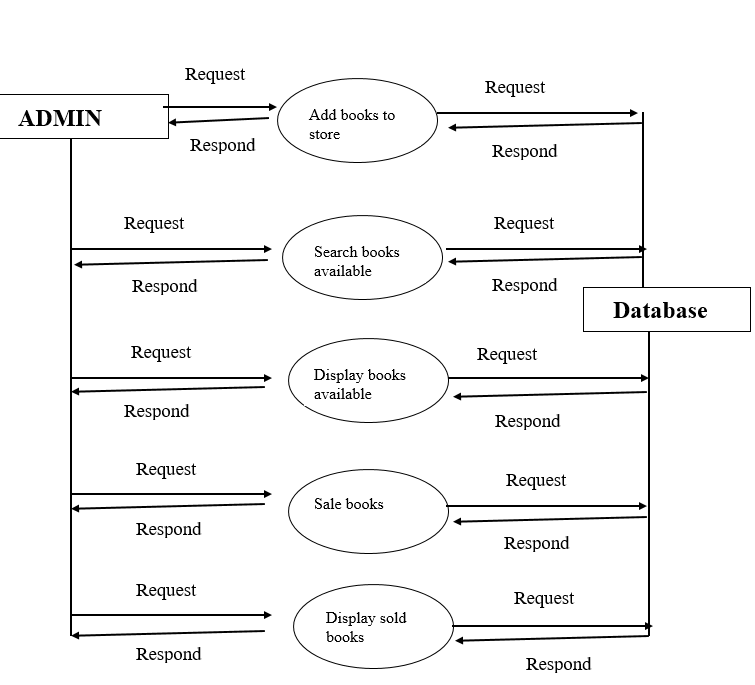 Request
Request
ADMIN
Add books to
store
Respond
Respond
Request
Request
Search books
available
Respond
Respond
Database
Request
Request
Display books
available
Respond
Respond
Request
Request
Sale books
Respond
Respond
Request
Request
Display sold
books
Respond
Respond